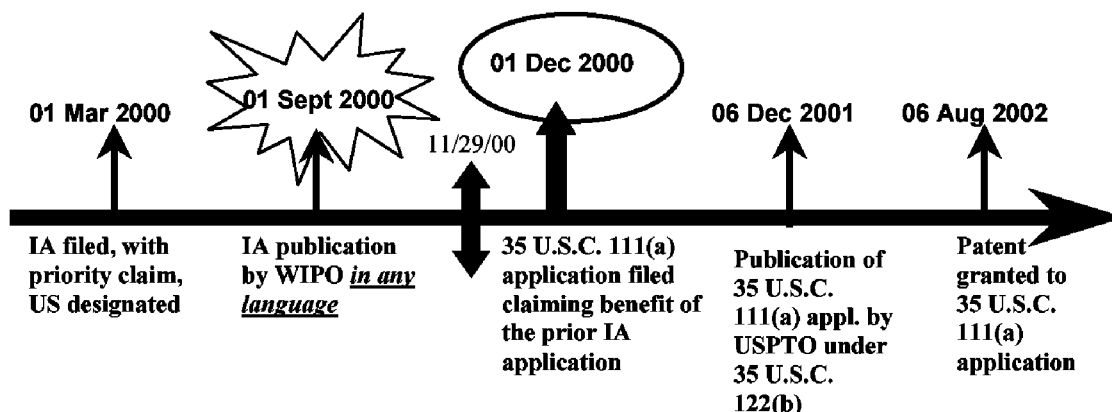 01 Mar 2000
01 Sept 2000
01 Dec 2000
06 Dec 2001
06 Aug 2002
11/29/00
IA filed, with
priority claim,
US designated
IA publication
by WIPO in any
language
35 U.S.C. 111(a)
application filed
claiming benefit of
the prior IA
application
Publication of
35 U.S.C.
111(a) appl. by
USPTO under
35 U.S.C.
122(b)
Patent
granted to
35 U.S.C.
111(a)
application